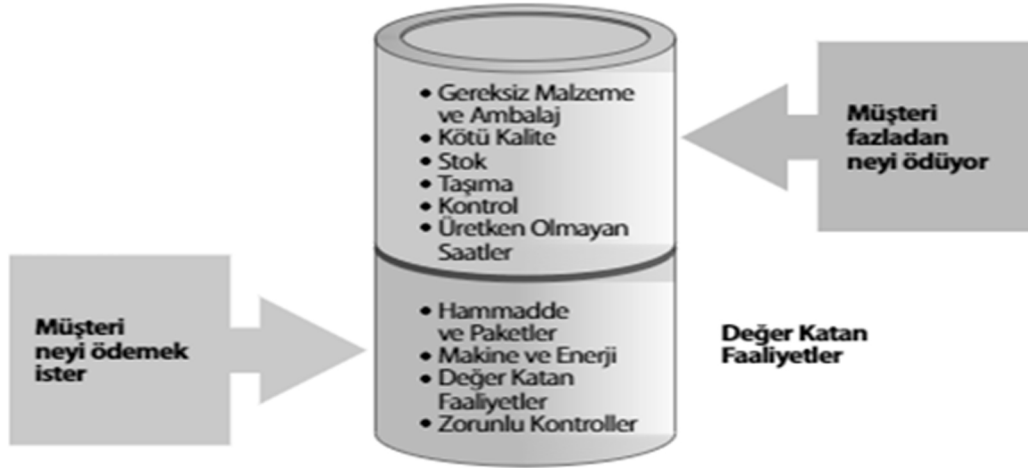 • Gereksiz Malzeme
ve Ambalaj
• Kötü Kalite
• Stok
• Taşıma
• Kontrol
• Üretken Olmayan
Saatler
Müşteri
fazladan
neyi ödüyor
Müşteri
neyi ödemek
ister
• Hammadde
ve Paketler
• Makine ve Enerji
• Değer Katan
Faaliyetler
• Zorunlu Kontroller
Değer Katan
Faaliyetler